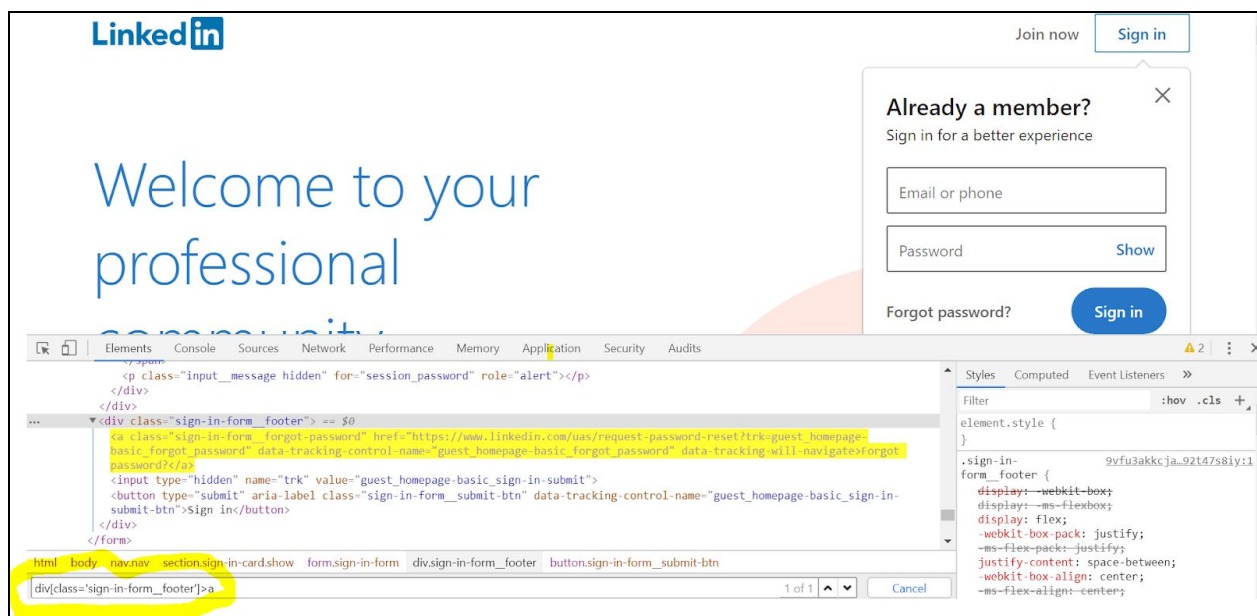 Linked in
Join now
Sign in
Already a member?
Sign in for a better experience
Email or phone
Password
Show
Forgot password?
Sign in
Welcome to your
professional
community
Elements Console Sources Network Performance Memory Application Security Audits
2
</span>
<p class="input__message hidden" for="session_password" role="alert"></p>
</div>
</div>
... ▼<div class="sign-in-form__footer"> == $0
<a class="sign-in-form__forgot-password" href="https://www.linkedin.com/uas/request-password-reset?trk=guest_homepage-
basic_forgot_password" data-tracking-control-name="guest_homepage-basic_forgot_password" data-tracking-will-navigate>Forgot
password?</a>
<input type="hidden" name="trk" value="guest_homepage-basic_sign-in-submit">
<button type="submit" aria-label class="sign-in-form__submit-btn" data-tracking-control-name="guest_homepage-basic_sign-in-
submit-btn">Sign in</button>
</div>
</form>
html body nav.nav section.sign-in-card.show form.sign-in-form div.sign-in-form__footer button.sign-in-form__submit-btn
div[class='sign-in-form__footer']>a
1 of 1
Cancel
Styles Computed Event Listeners »
Filter
:hov .cls +
element.style {
}
.sign-in-
9vfu3akkcja…92t47s8iy:1
form__footer {
display: -webkit-box;
display: -ms-flexbox;
display: flex;
-webkit-box-pack: justify;
-ms-flex-pack: justify;
justify-content: space-between;
-webkit-box-align: center;
-ms-flex-align: center;